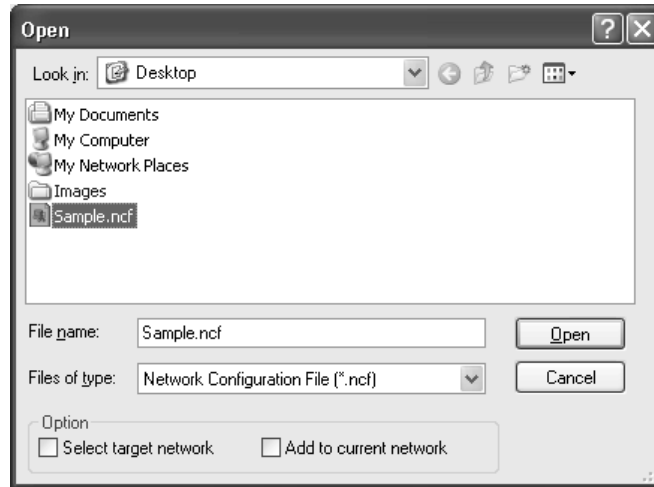 Open
Look in: Desktop
My Documents
My Computer
My Network Places
Images
Sample.ncf
File name: Sample.ncf Open
Files of type: Network Configuration File (*.ncf) Cancel
Option
Select target network Add to current network